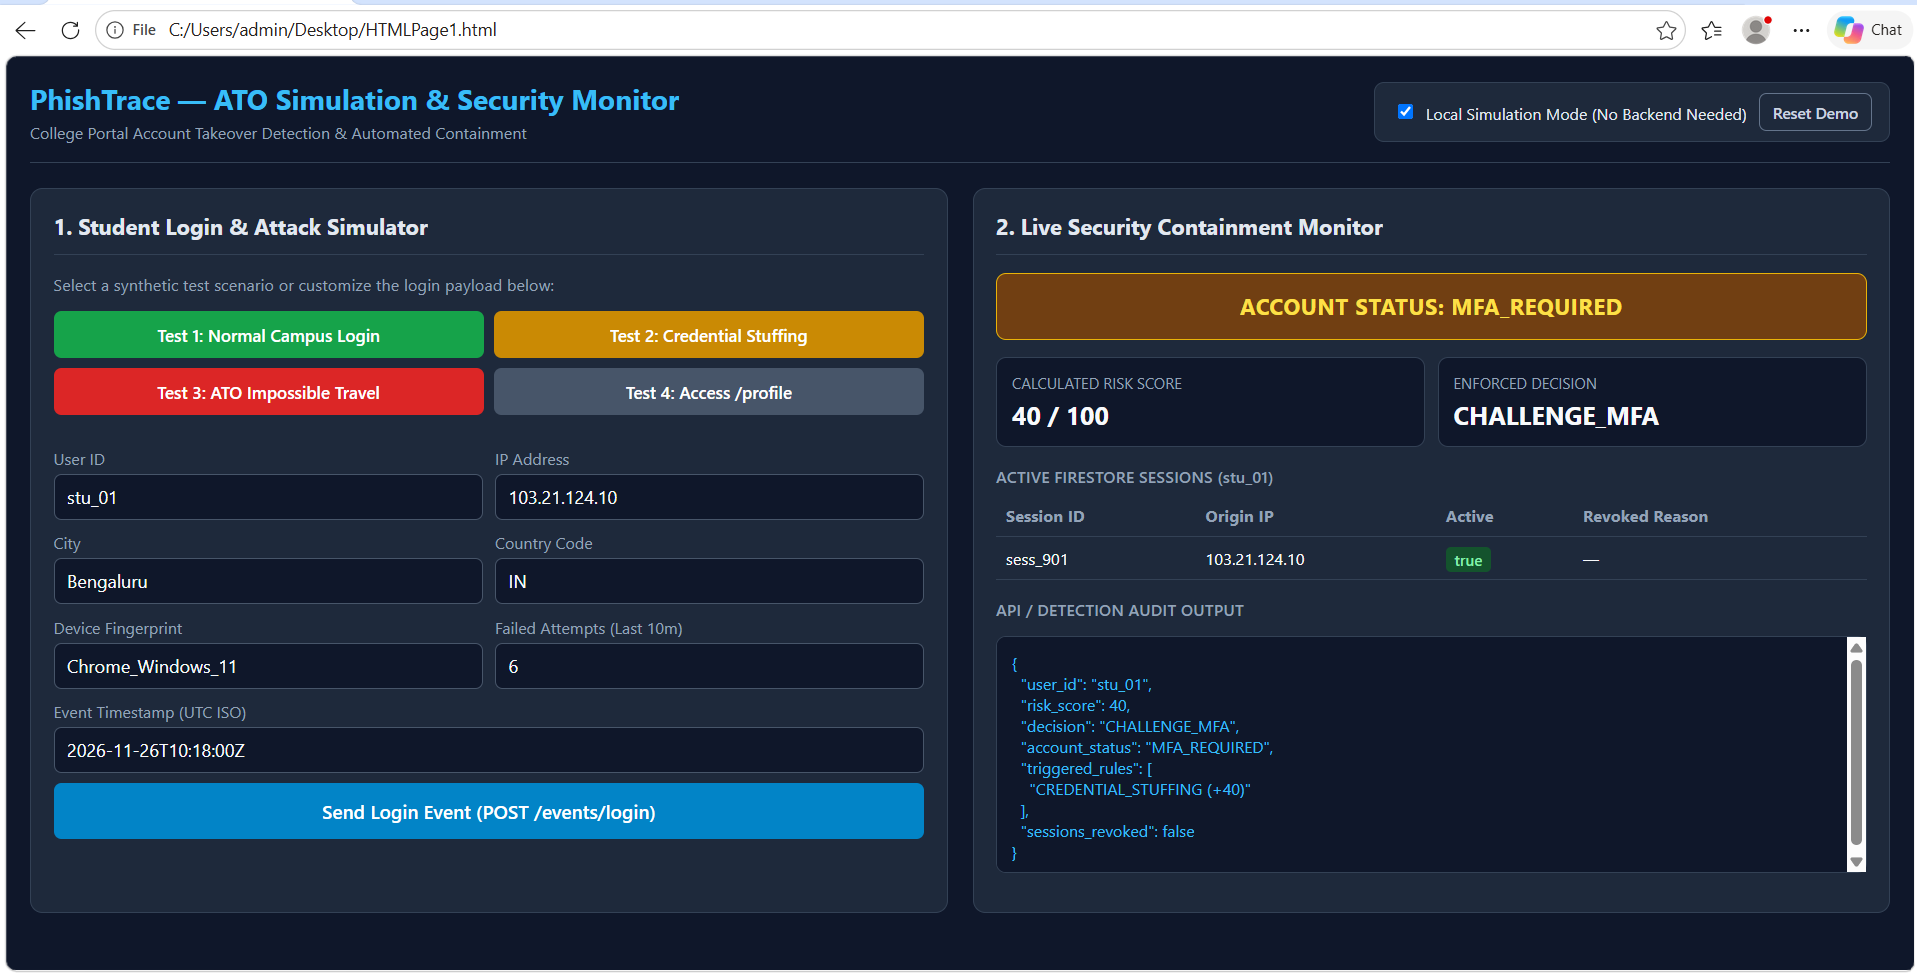 File C:/Users/admin/Desktop/HTMLPage1.html
Chat
PhishTrace — ATO Simulation & Security Monitor
College Portal Account Takeover Detection & Automated Containment
Local Simulation Mode (No Backend Needed)
Reset Demo
1. Student Login & Attack Simulator
Select a synthetic test scenario or customize the login payload below:
Test 1: Normal Campus Login
Test 2: Credential Stuffing
Test 3: ATO Impossible Travel
Test 4: Access /profile
User ID
IP Address
stu_01
103.21.124.10
City
Country Code
Bengaluru
IN
Device Fingerprint
Failed Attempts (Last 10m)
Chrome_Windows_11
6
Event Timestamp (UTC ISO)
2026-11-26T10:18:00Z
Send Login Event (POST /events/login)
2. Live Security Containment Monitor
ACCOUNT STATUS: MFA_REQUIRED
CALCULATED RISK SCORE
40 / 100
ENFORCED DECISION
CHALLENGE_MFA
ACTIVE FIRESTORE SESSIONS (stu_01)
Session ID Origin IP Active Revoked Reason
sess_901 103.21.124.10 true —
API / DETECTION AUDIT OUTPUT
{
"user_id": "stu_01",
"risk_score": 40,
"decision": "CHALLENGE_MFA",
"account_status": "MFA_REQUIRED",
"triggered_rules": [
"CREDENTIAL_STUFFING (+40)"
],
"sessions_revoked": false
}